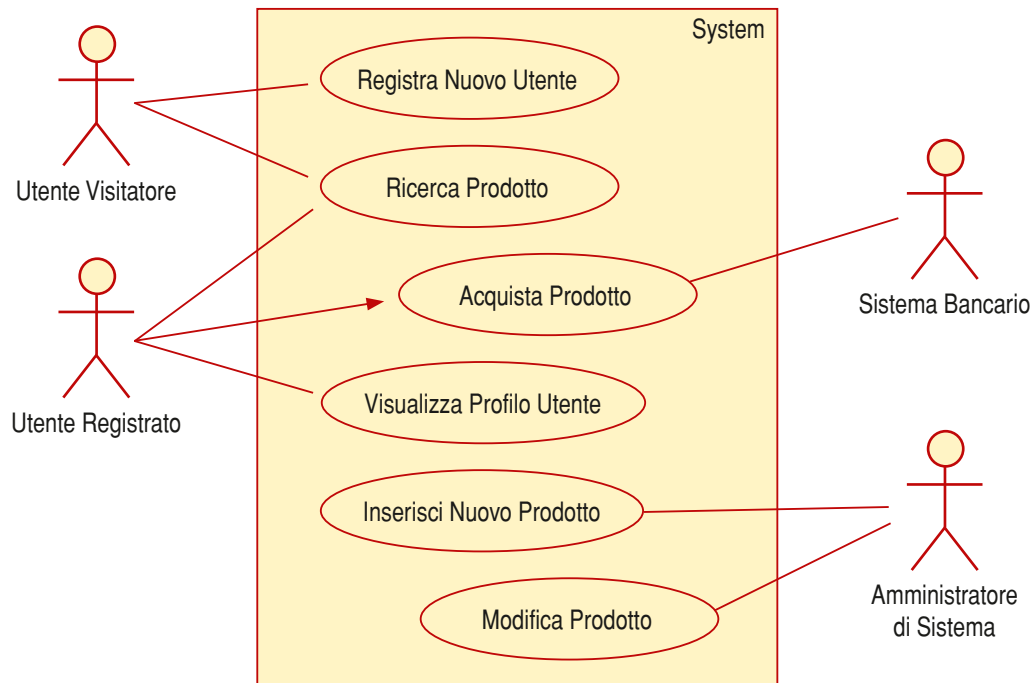 System
Registra Nuovo Utente
Utente Visitatore
Ricerca Prodotto
Acquista Prodotto
Sistema Bancario
Utente Registrato
Visualizza Profilo Utente
Inserisci Nuovo Prodotto
Modifica Prodotto
Amministratore
di Sistema